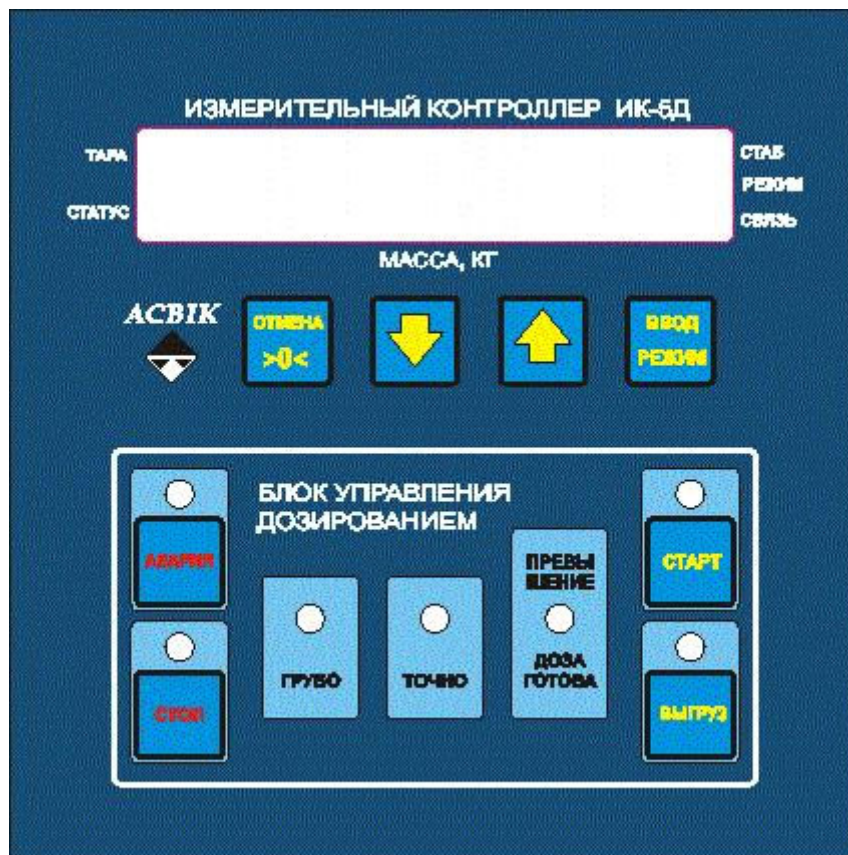 ИЗМЕРИТЕЛЬНЫЙ КОНТРОЛЛЕР ИК-5Д
ТАРА
СТАБ
РЕЖИМ
СТАТУС
СВЯЗЬ
МАССА, КГ
АСВІК
ОТМЕНА
>0<
ВВОД
РЕЖИМ
БЛОК УПРАВЛЕНИЯ
ДОЗИРОВАНИЕМ
АВАРИЯ
ПРЕВЫ
ШЕНИЕ
СТАРТ
ГРУБО
ТОЧНО
ДОЗА
ГОТОВА
СТОП
ВЫГРУЗ